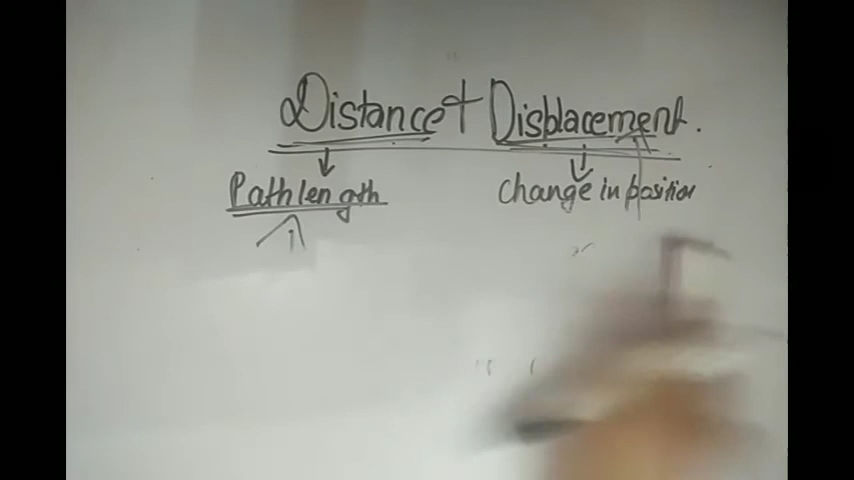 Distance + Displacement.
Path length change in position